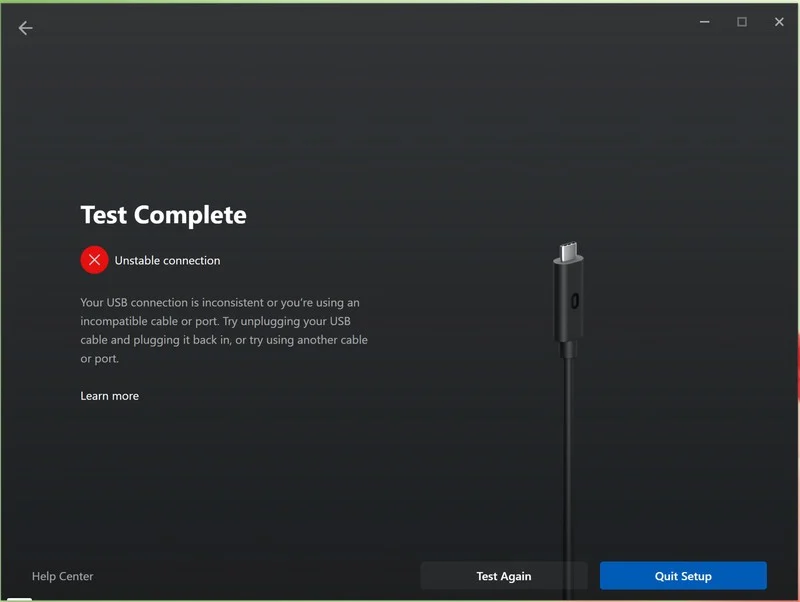 Test Complete
Unstable connection
Your USB connection is inconsistent or you're using an
incompatible cable or port. Try unplugging your USB
cable and plugging it back in, or try using another cable
or port.
Learn more
Help Center
Test Again
Quit Setup